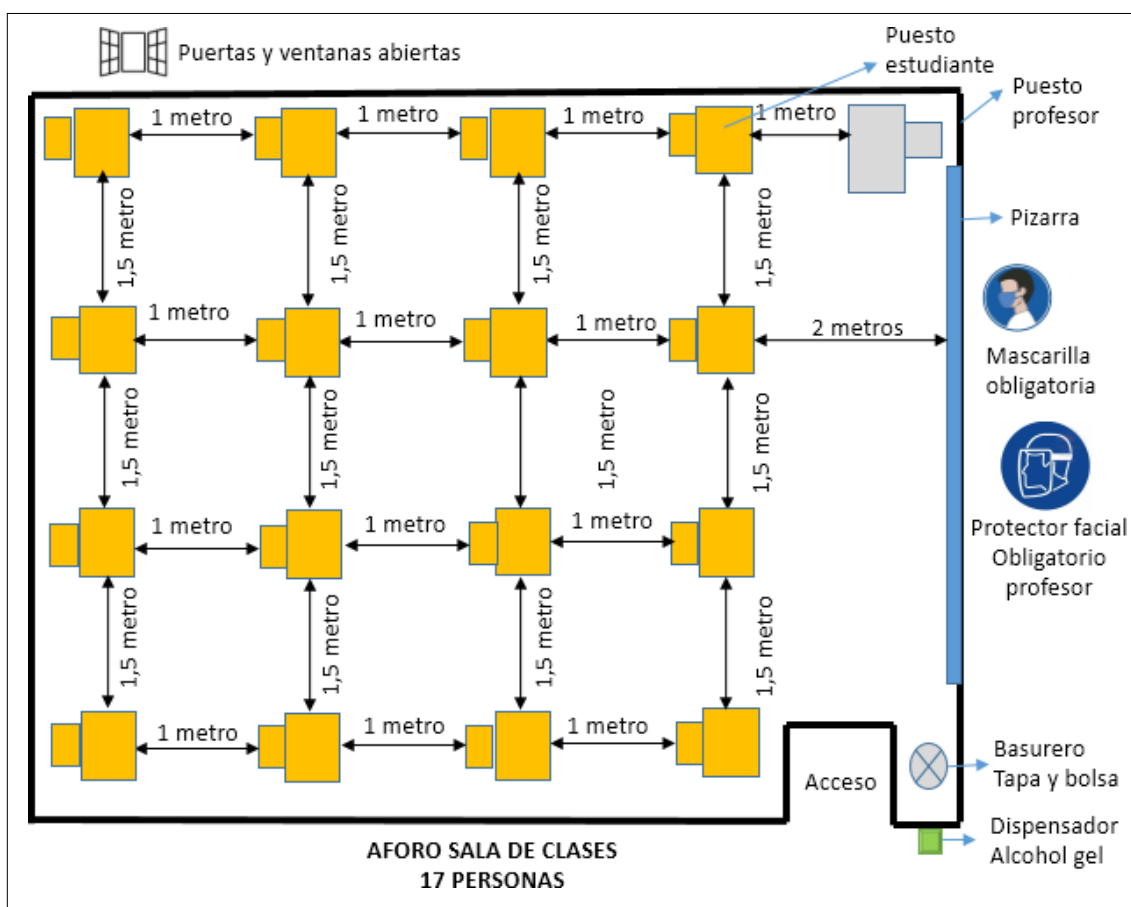 Puertas y ventanas abiertas
Puesto
estudiante
Puesto
profesor
1 metro
1 metro
1 metro
1 metro
1,5 metro
1,5 metro
1,5 metro
1,5 metro
Pizarra
1 metro
1 metro
1 metro
2 metros
Mascarilla
obligatoria
1,5 metro
1,5 metro
1,5 metro
1,5 metro
Protector facial
Obligatorio
profesor
1 metro
1 metro
1 metro
1,5 metro
1,5 metro
1,5 metro
1,5 metro
1 metro
1 metro
1 metro
Acceso
Basurero
Tapa y bolsa
Dispensador
Alcohol gel
AFORO SALA DE CLASES
17 PERSONAS